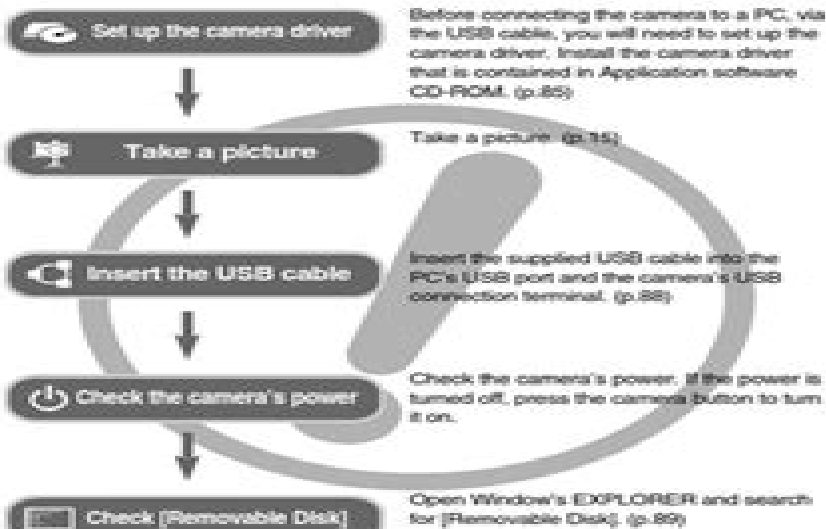 Set up the camera driver
Before connecting the camera to a PC, via
the USB cable, you will need to set up the
camera driver. Install the camera driver
that is contained in Application software
CD-ROM. (p.85)
Take a picture
Take a picture. (p.15)
Insert the USB cable
Insert the supplied USB cable into the
PC's USB port and the camera's USB
connection terminal. (p.88)
Check the camera's power
Check the camera's power. If the power is
turned off, press the camera button to turn
it on.
Check [Removable Disk]
Open Window's EXPLORER and search
for [Removable Disk]. (p.89)